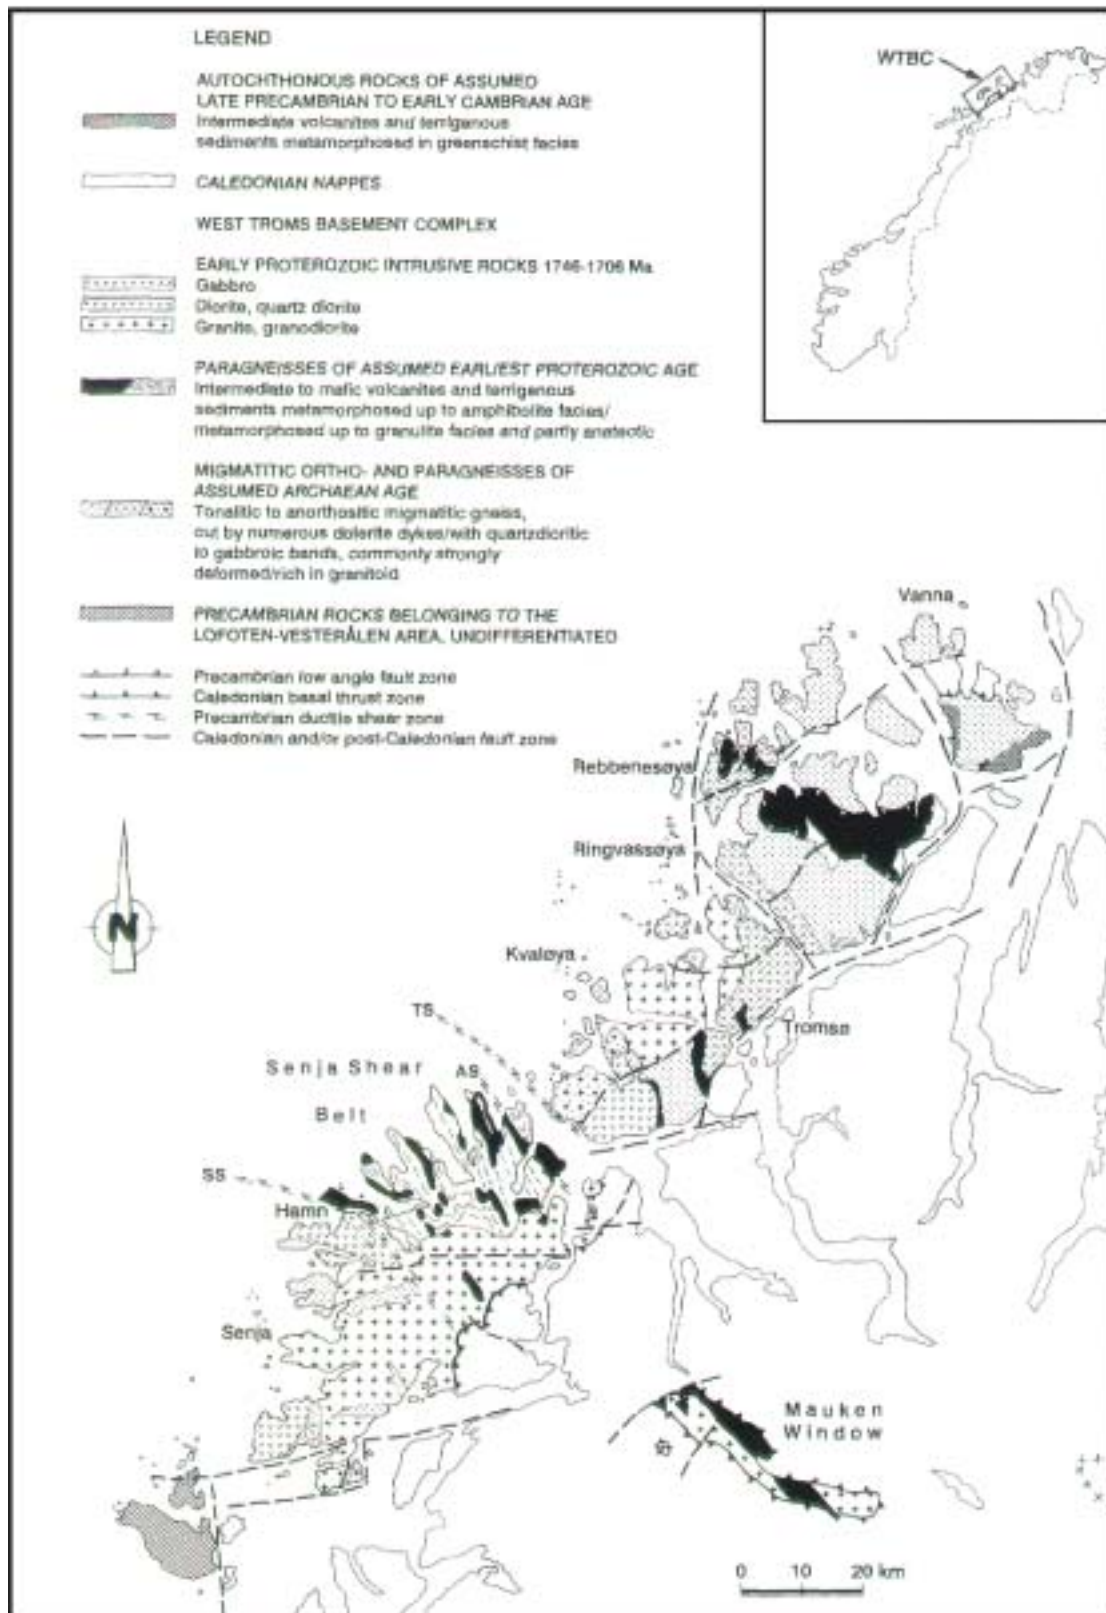 LEGEND
AUTOCHTHONOUS ROCKS OF ASSUMED
LATE PRECAMBRIAN TO EARLY CAMBRIAN AGE
Intermediate volcanites and terrigenous
sediments metamorphosed in greenschist facies
CALEDONIAN NAPPES
WEST TROMS BASEMENT COMPLEX
EARLY PROTEROZOIC INTRUSIVE ROCKS 1746-1706 Ma
Gabbro
Diorite, quartz diorite
Granite, granodiorite
PARAGNEISSES OF ASSUMED EARLIEST PROTEROZOIC AGE
Intermediate to mafic volcanites and terrigenous
sediments metamorphosed up to amphibolite facies/
metamorphosed up to granulite facies and partly anatectic
MIGMATITIC ORTHO- AND PARAGNEISSES OF
ASSUMED ARCHAEAN AGE
Tonalitic to anorthositic migmatitic gneiss,
cut by numerous dolerite dykes/with quartzdioritic
to gabbroic bands, commonly strongly
deformed/rich in granitoid
PRECAMBRIAN ROCKS BELONGING TO THE
LOFOTEN-VESTERÅLEN AREA, UNDIFFERENTIATED
Precambrian low angle fault zone
Caledonian basal thrust zone
Precambrian ductile shear zone
Caledonian and/or post-Caledonian fault zone
WTBC
Vanna
Rebbenesøya
Ringvassøya
Kvaløya
Tromsø
TS
Senja Shear
AS
Belt
SS
Hamn
Senja
Mauken
Window
N
0 10 20 km